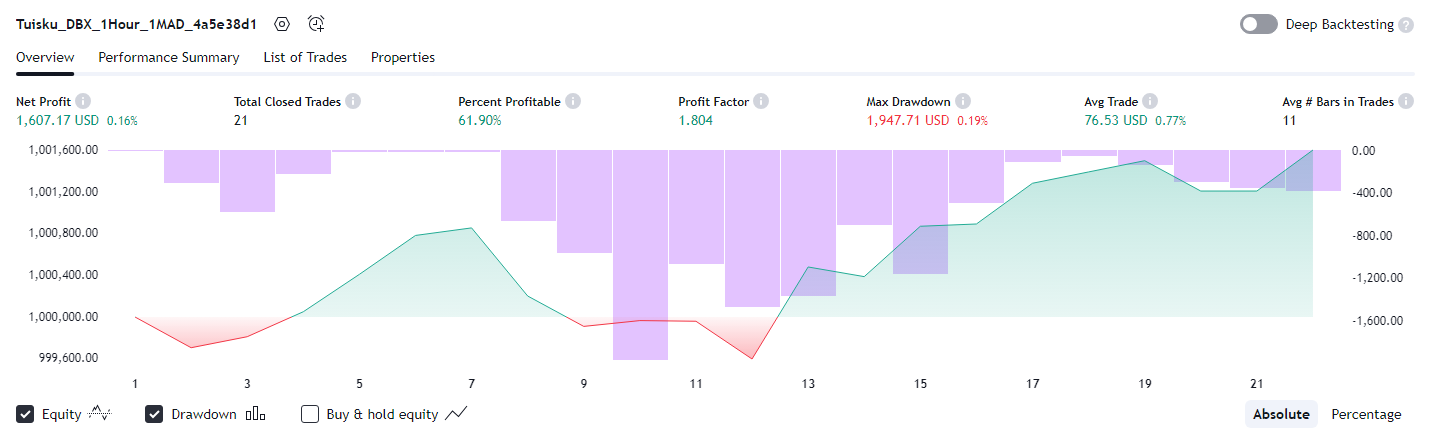 Tuisku_DBX_1Hour_1MAD_4a5e38d1 Deep Backtesting ?
Overview Performance Summary List of Trades Properties
Net Profit i Total Closed Trades i Percent Profitable i Profit Factor i Max Drawdown i Avg Trade i Avg # Bars in Trades i
1,607.17 USD 0.16% 21 61.90% 1.804 1,947.71 USD 0.19% 76.53 USD 0.77% 11
1,001,600.00 0.00
1,001,200.00 -400.00
1,000,800.00 -800.00
1,000,400.00 -1,200.00
1,000,000.00 -1,600.00
999,600.00
1 3 5 7 9 11 13 15 17 19 21
Equity Drawdown Buy & hold equity Absolute Percentage